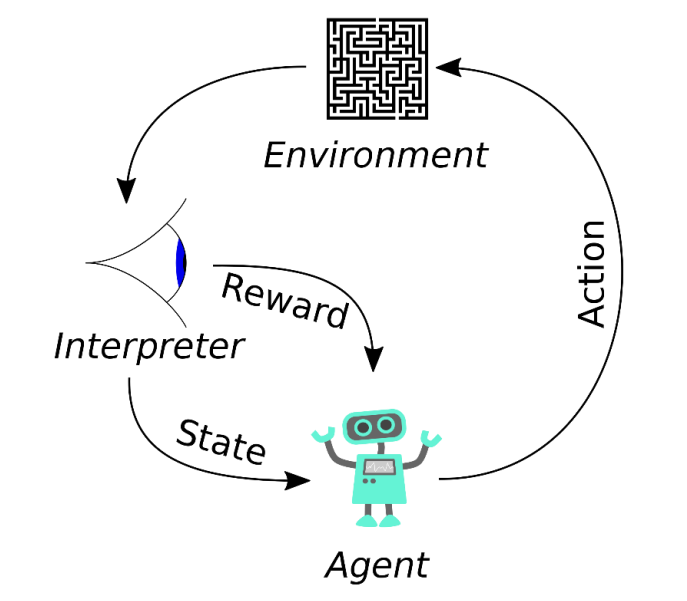 Environment
Reward
Action
Interpreter
State
Agent